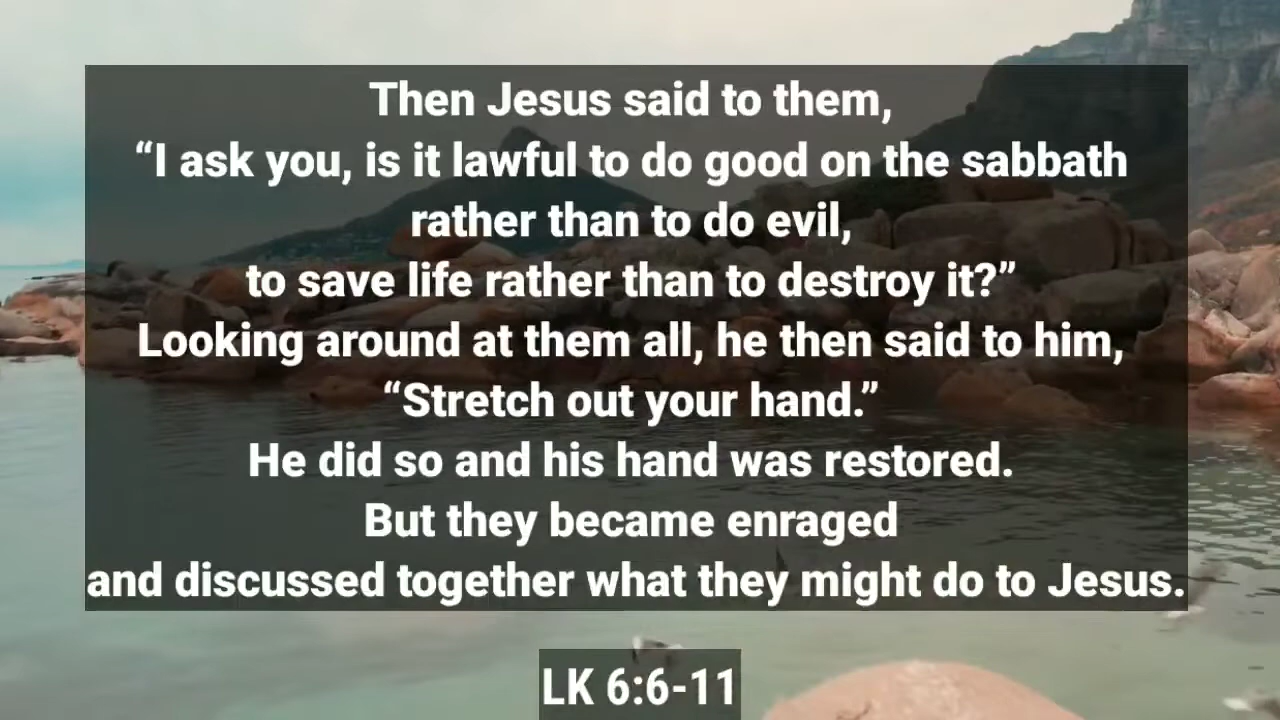 Then Jesus said to them,
“I ask you, is it lawful to do good on the sabbath
rather than to do evil,
to save life rather than to destroy it?”
Looking around at them all, he then said to him,
“Stretch out your hand.”
He did so and his hand was restored.
But they became enraged
and discussed together what they might do to Jesus.
LK 6:6-11